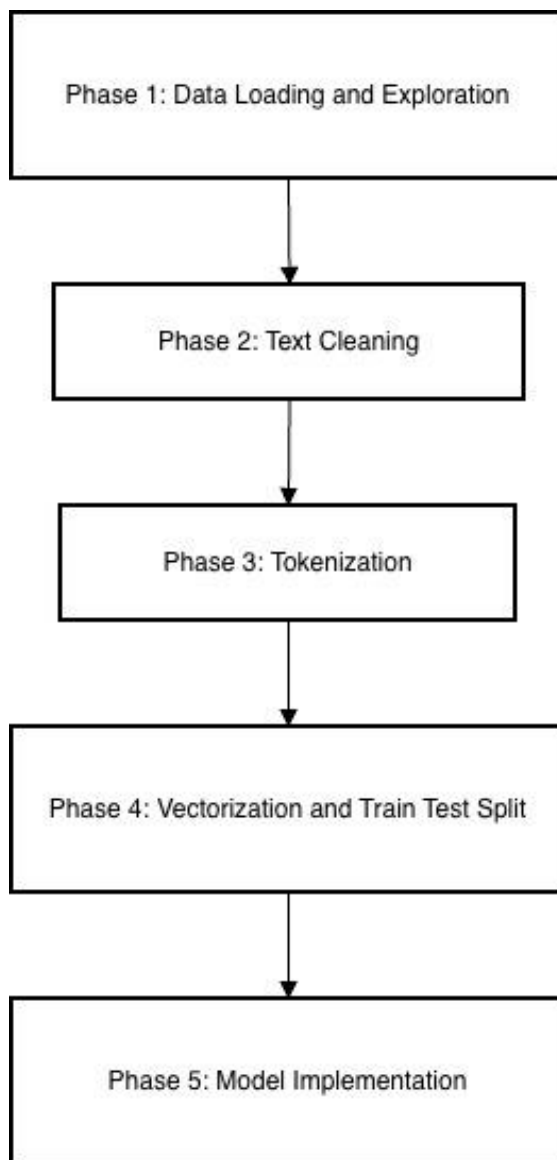 Phase 1: Data Loading and Exploration
Phase 2: Text Cleaning
Phase 3: Tokenization
Phase 4: Vectorization and Train Test Split
Phase 5: Model Implementation